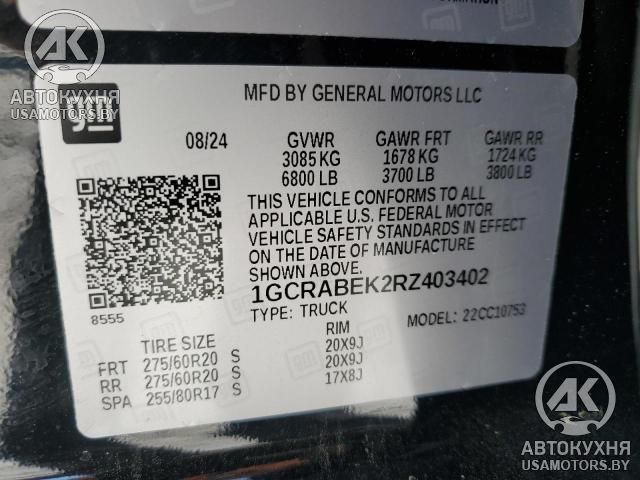 AK
АВТОКУХНЯ
USAMOTORS.BY
gm
MFD BY GENERAL MOTORS LLC
08/24 GVWR GAWR FRT GAWR RR
3085 KG 1678 KG 1724 KG
6800 LB 3700 LB 3800 LB
THIS VEHICLE CONFORMS TO ALL
APPLICABLE U.S. FEDERAL MOTOR
VEHICLE SAFETY STANDARDS IN EFFECT
ON THE DATE OF MANUFACTURE
SHOWN ABOVE.
1GCRABEK2RZ403402
8555
TYPE: TRUCK MODEL: 22CC10753
TIRE SIZE RIM
FRT 275/60R20 S 20X9J
RR 275/60R20 S 20X9J
SPA 255/80R17 S 17X8J
AK
АВТОКУХНЯ
USAMOTORS.BY